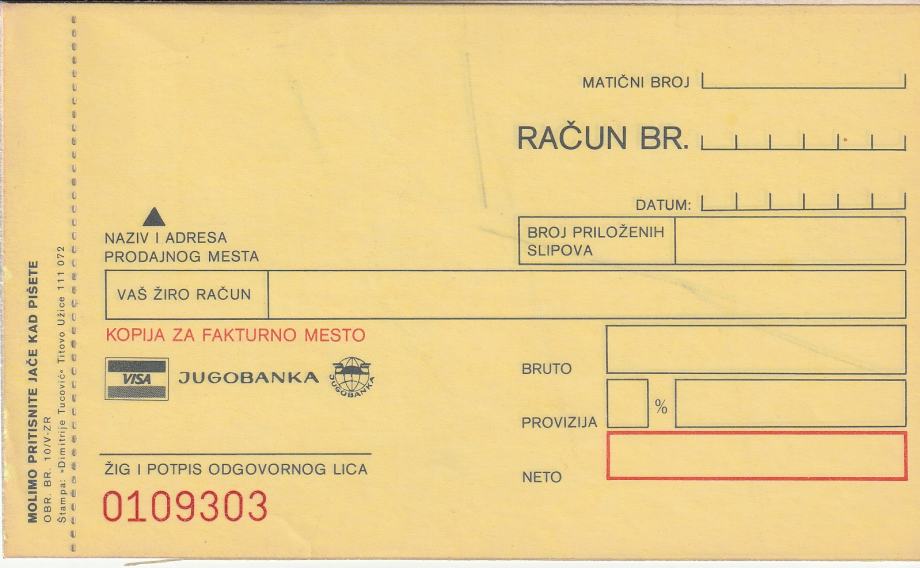 MATIČNI BROJ
RAČUN BR.
DATUM:
BROJ PRILOŽENIH
SLIPOVA
NAZIV I ADRESA
PRODAJNOG MESTA
VAŠ ŽIRO RAČUN
KOPIJA ZA FAKTURNO MESTO
VISA JUGOBANKA JUGOBANKA
BRUTO
PROVIZIJA %
NETO
ŽIG I POTPIS ODGOVORNOG LICA
0109303
MOLIMO PRITISNITE JAČE KAD PIŠETE
OBR. BR. 10/V-ZR
Štampa: »Dimitrije Tucović« Titovo Užice 111 072